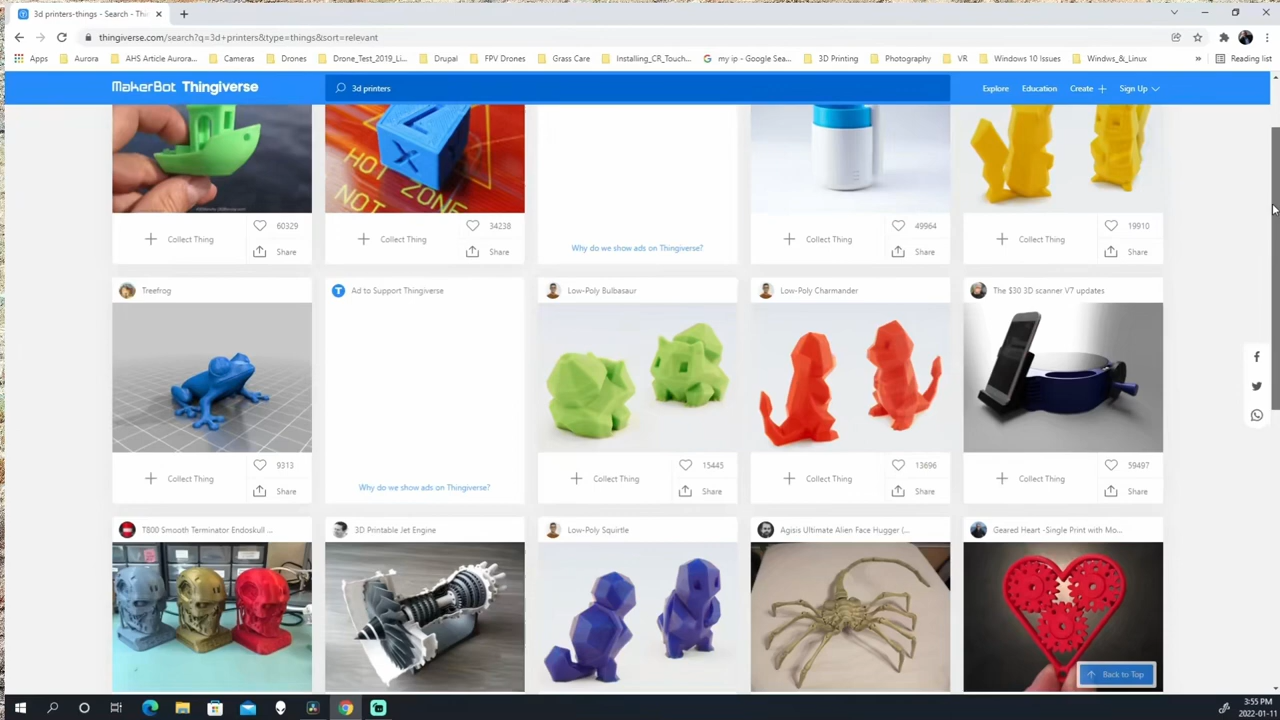 3d printers-things - Search - Thi
thingiverse.com/search?q=3d+printers&type=things&sort=relevant
Apps Aurora AHS Article Aurora... Cameras Drones Drone_Test_2019_Li... Drupal FPV Drones Grass Care Installing_CR_Touch... my ip - Google Sea... 3D Printing Photography VR Windows 10 Issues Windws_&_Linux » Reading list
MakerBot Thingiverse
3d printers
Explore Education Create + Sign Up
X
HOT ZONE
NOT
Collect Thing 60329 Share
Collect Thing 34238 Share
Why do we show ads on Thingiverse?
Collect Thing 49964 Share
Collect Thing 19910 Share
Treefrog
Ad to Support Thingiverse
Low-Poly Bulbasaur
Low-Poly Charmander
The $30 3D scanner V7 updates
Collect Thing 9313 Share
Why do we show ads on Thingiverse?
Collect Thing 15445 Share
Collect Thing 13696 Share
Collect Thing 59497 Share
T800 Smooth Terminator Endoskull ...
3D Printable Jet Engine
Low-Poly Squirtle
Agisis Ultimate Alien Face Hugger (...
Geared Heart -Single Print with Mo...
Back to Top
3:55 PM
2022-01-11